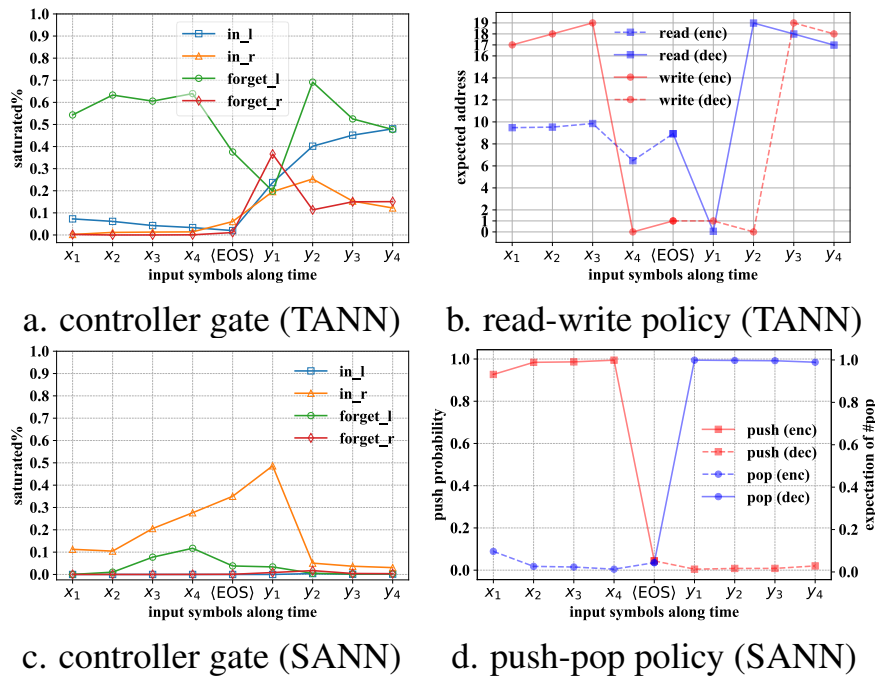 1.0
0.9
0.8
0.7
0.6
0.5
0.4
0.3
0.2
0.1
0.0
saturated%
in_l
in_r
forget_l
forget_r
x1 x2 x3 x4 ⟨EOS⟩ y1 y2 y3 y4
input symbols along time
a. controller gate (TANN)
19
18
16
14
12
10
8
6
4
2
1
0
expected address
read (enc)
read (dec)
write (enc)
write (dec)
x1 x2 x3 x4 ⟨EOS⟩ y1 y2 y3 y4
input symbols along time
b. read-write policy (TANN)
1.0
0.9
0.8
0.7
0.6
0.5
0.4
0.3
0.2
0.1
0.0
saturated%
in_l
in_r
forget_l
forget_r
x1 x2 x3 x4 ⟨EOS⟩ y1 y2 y3 y4
input symbols along time
c. controller gate (SANN)
1.0
0.8
0.6
0.4
0.2
0.0
push probability
push (enc)
push (dec)
pop (enc)
pop (dec)
1.0
0.8
0.6
0.4
0.2
0.0
expectation of #pop
x1 x2 x3 x4 ⟨EOS⟩ y1 y2 y3 y4
input symbols along time
d. push-pop policy (SANN)